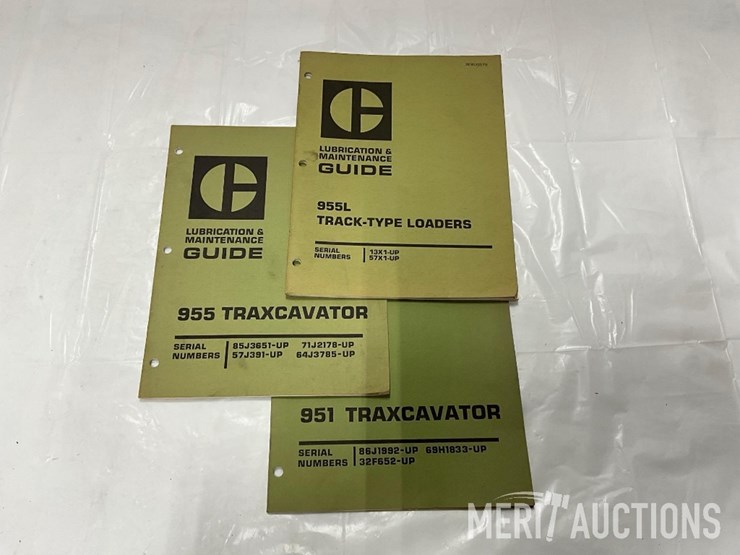 LUBRICATION &
MAINTENANCE
GUIDE
955L
TRACK-TYPE LOADERS
SERIAL NUMBERS
13X1-UP
57X1-UP
LUBRICATION &
MAINTENANCE
GUIDE
955 TRAXCAVATOR
SERIAL NUMBERS
85J3651-UP 71J2178-UP
57J391-UP 64J3785-UP
951 TRAXCAVATOR
SERIAL NUMBERS
86J1992-UP 69H1833-UP
32F652-UP
MERIT AUCTIONS